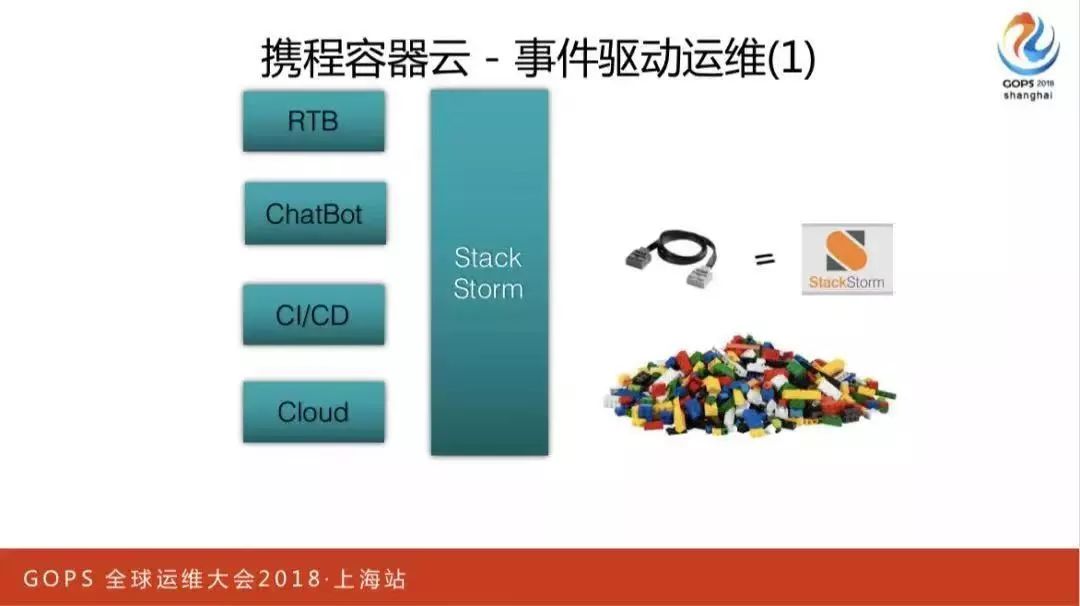 携程容器云 - 事件驱动运维(1)
GOPS 2018
shanghai
RTB
ChatBot
CI/CD
Cloud
Stack
Storm
=
StackStorm
GOPS 全球运维大会2018·上海站